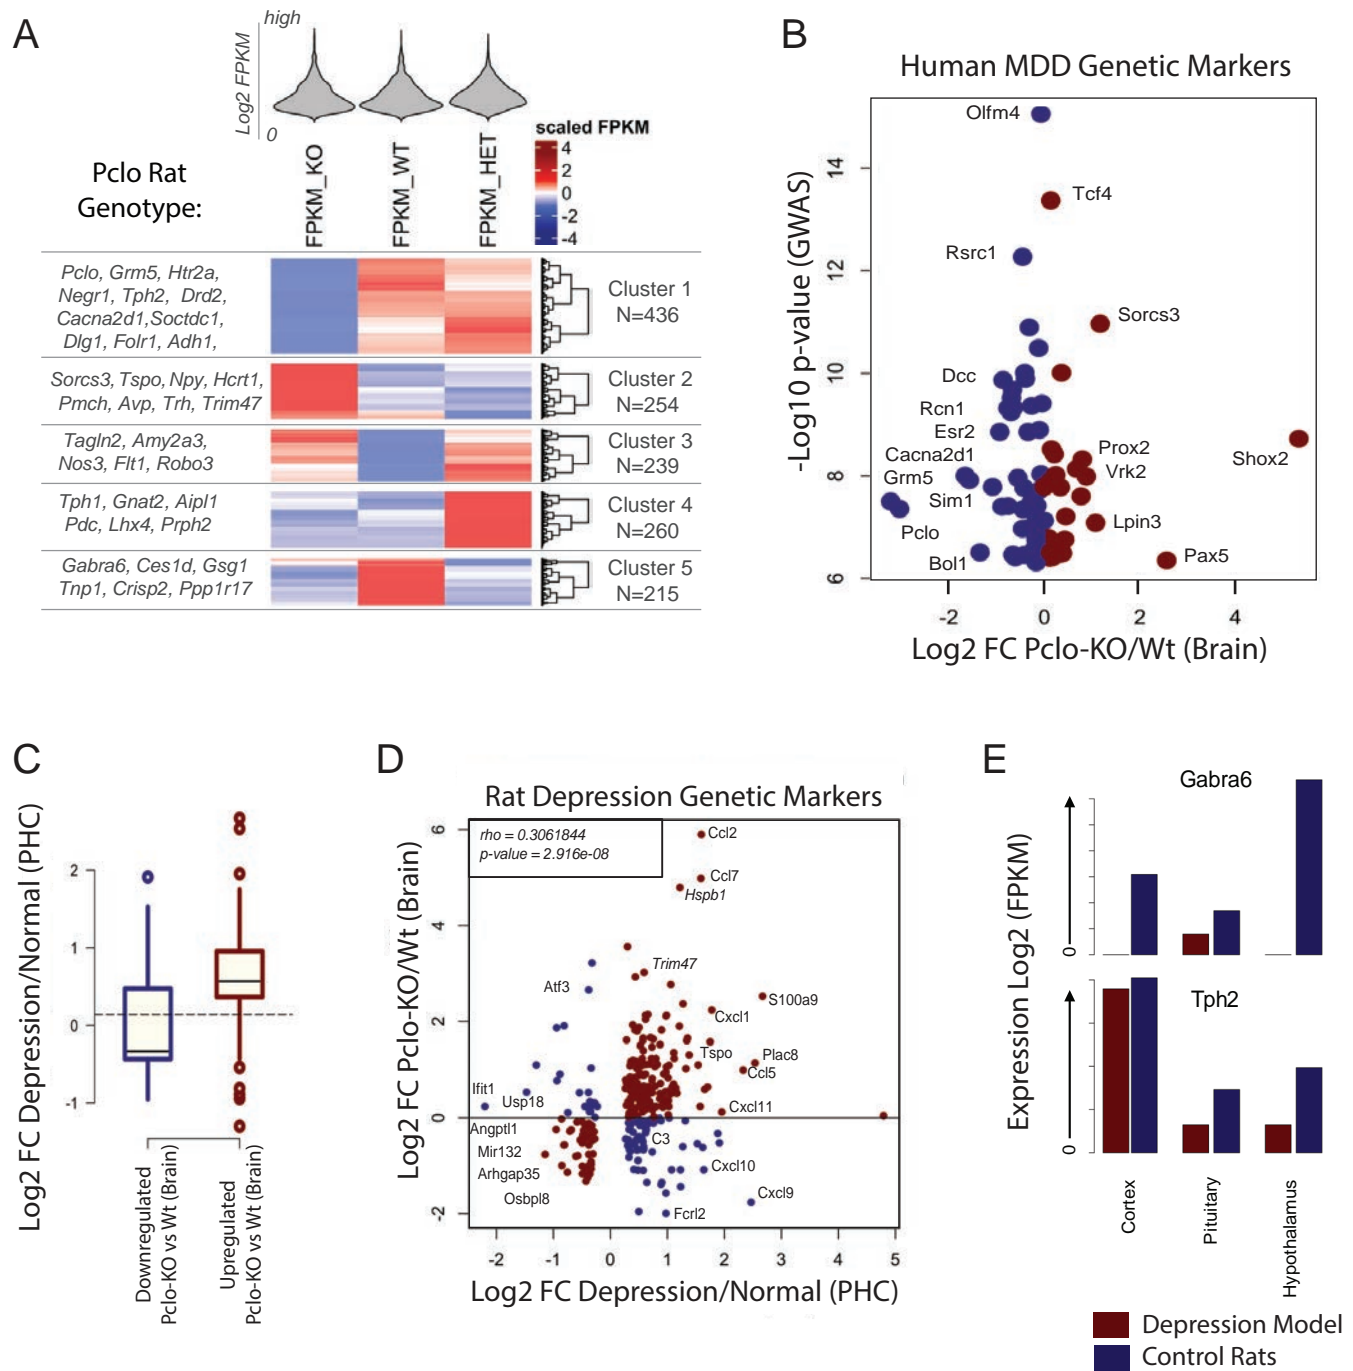 A
high
Log2 FPKM
0
Pclo Rat
Genotype:
FPKM_KO
FPKM_WT
FPKM_HET
scaled FPKM
4
2
0
-2
-4
Pclo, Grm5, Htr2a,
Negr1, Tph2, Drd2,
Cacna2d1,Soctdc1,
Dlg1, Folr1, Adh1,
Cluster 1
N=436
Sorcs3, Tspo, Npy, Hcrt1,
Pmch, Avp, Trh, Trim47
Cluster 2
N=254
Tagln2, Amy2a3,
Nos3, Flt1, Robo3
Cluster 3
N=239
Tph1, Gnat2, Aipl1
Pdc, Lhx4, Prph2
Cluster 4
N=260
Gabra6, Ces1d, Gsg1
Tnp1, Crisp2, Ppp1r17
Cluster 5
N=215
B
Human MDD Genetic Markers
-Log10 p-value (GWAS)
14
12
10
8
6
Olfm4
Tcf4
Rsrc1
Sorcs3
Dcc
Rcn1
Esr2
Cacna2d1
Grm5
Sim1
Pclo
Bol1
Prox2
Vrk2
Shox2
Lpin3
Pax5
-2
0
2
4
Log2 FC Pclo-KO/Wt (Brain)
C
Log2 FC Depression/Normal (PHC)
2
1
0
-1
Downregulated
Pclo-KO vs Wt (Brain)
Upregulated
Pclo-KO vs Wt (Brain)
D
Rat Depression Genetic Markers
rho = 0.3061844
p-value = 2.916e-08
Log2 FC Pclo-KO/Wt (Brain)
6
4
2
0
-2
Ccl2
Ccl7
Hspb1
Trim47
Atf3
S100a9
Cxcl1
Tspo
Plac8
Ccl5
Ifit1
Usp18
Cxcl11
Angptl1
C3
Mir132
Cxcl10
Arhgap35
Osbpl8
Cxcl9
Fcrl2
-2
-1
0
1
2
3
4
5
Log2 FC Depression/Normal (PHC)
E
Gabra6
Expression Log2 (FPKM)
0
Tph2
0
Cortex
Pituitary
Hypothalamus
Depression Model
Control Rats